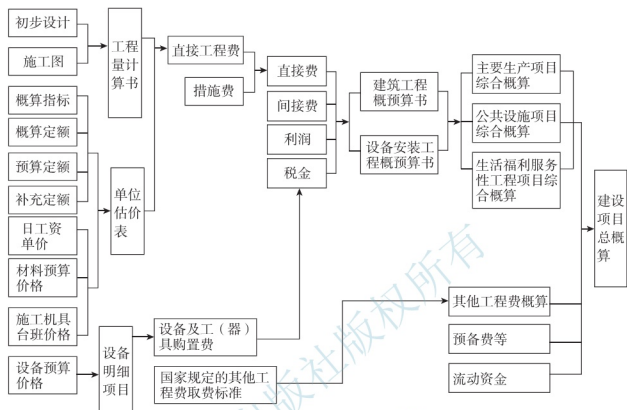 初步设计
施工图
概算指标
概算定额
预算定额
补充定额
日工资
单价
材料预算
价格
施工机具
台班价格
设备预算
价格
工程
量计
算书
单位
估价
表
设备
明细
项目
直接工程费
措施费
设备及工（器）
具购置费
国家规定的其他工
程费取费标准
直接费
间接费
利润
税金
建筑工程
概预算书
设备安装工
程概预算书
主要生产项目
综合概算
公共设施项目
综合概算
生活福利服务
性工程项目综
合概算
其他工程费概算
预备费等
流动资金
建设
项目
总概
算
版社版权所有